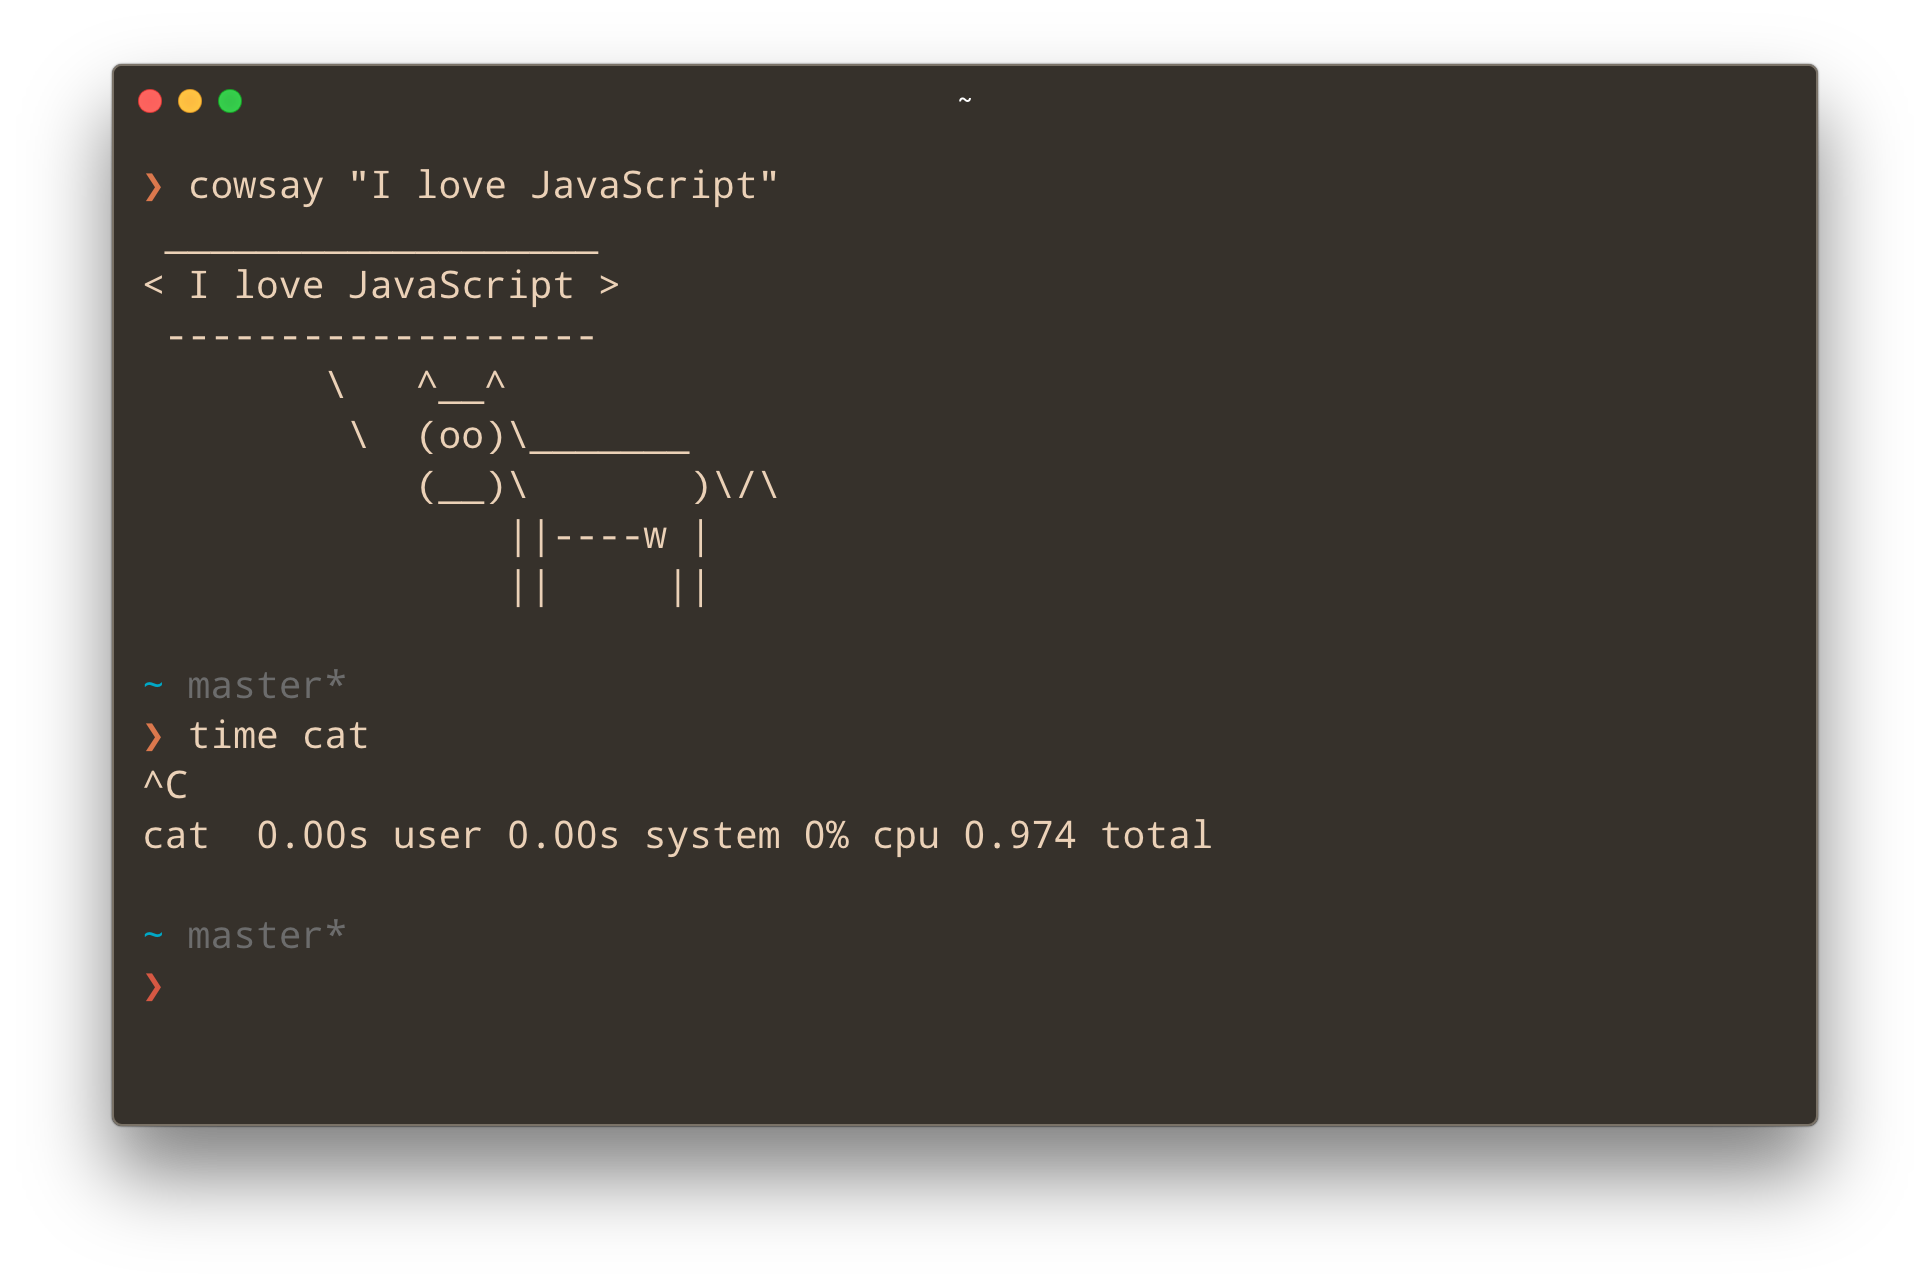 ~
❯ cowsay "I love JavaScript"
 ___________________
< I love JavaScript >
 -------------------
        \   ^__^
         \  (oo)\_______
            (__)\       )\/\
                ||----w |
                ||     ||

~ master*
❯ time cat
^C
cat  0.00s user 0.00s system 0% cpu 0.974 total

~ master*
❯